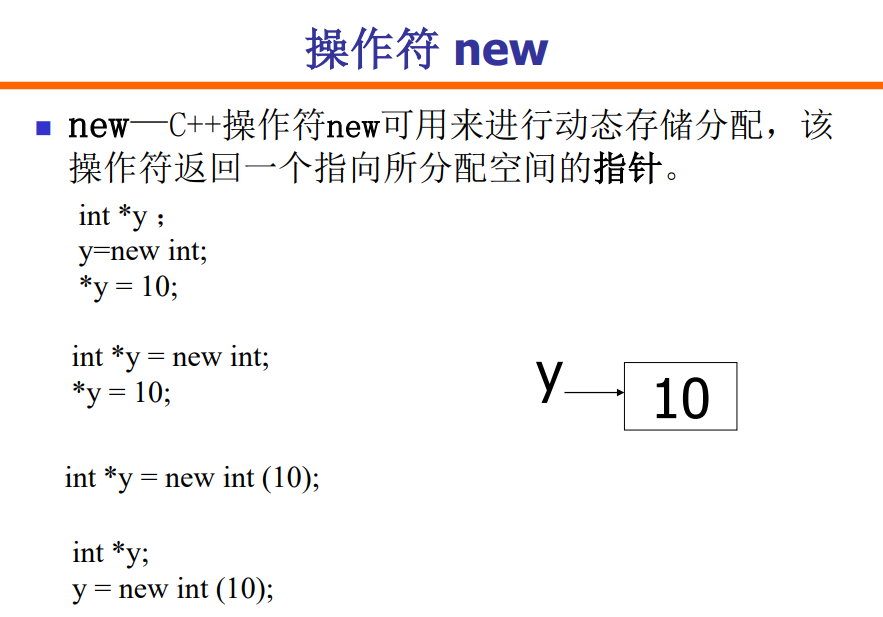 操作符 new
new—C++操作符new可用来进行动态存储分配，该
操作符返回一个指向所分配空间的指针。
int *y ；
y=new int;
*y = 10;
int *y = new int;
*y = 10;
y
10
int *y = new int (10);
int *y;
y = new int (10);